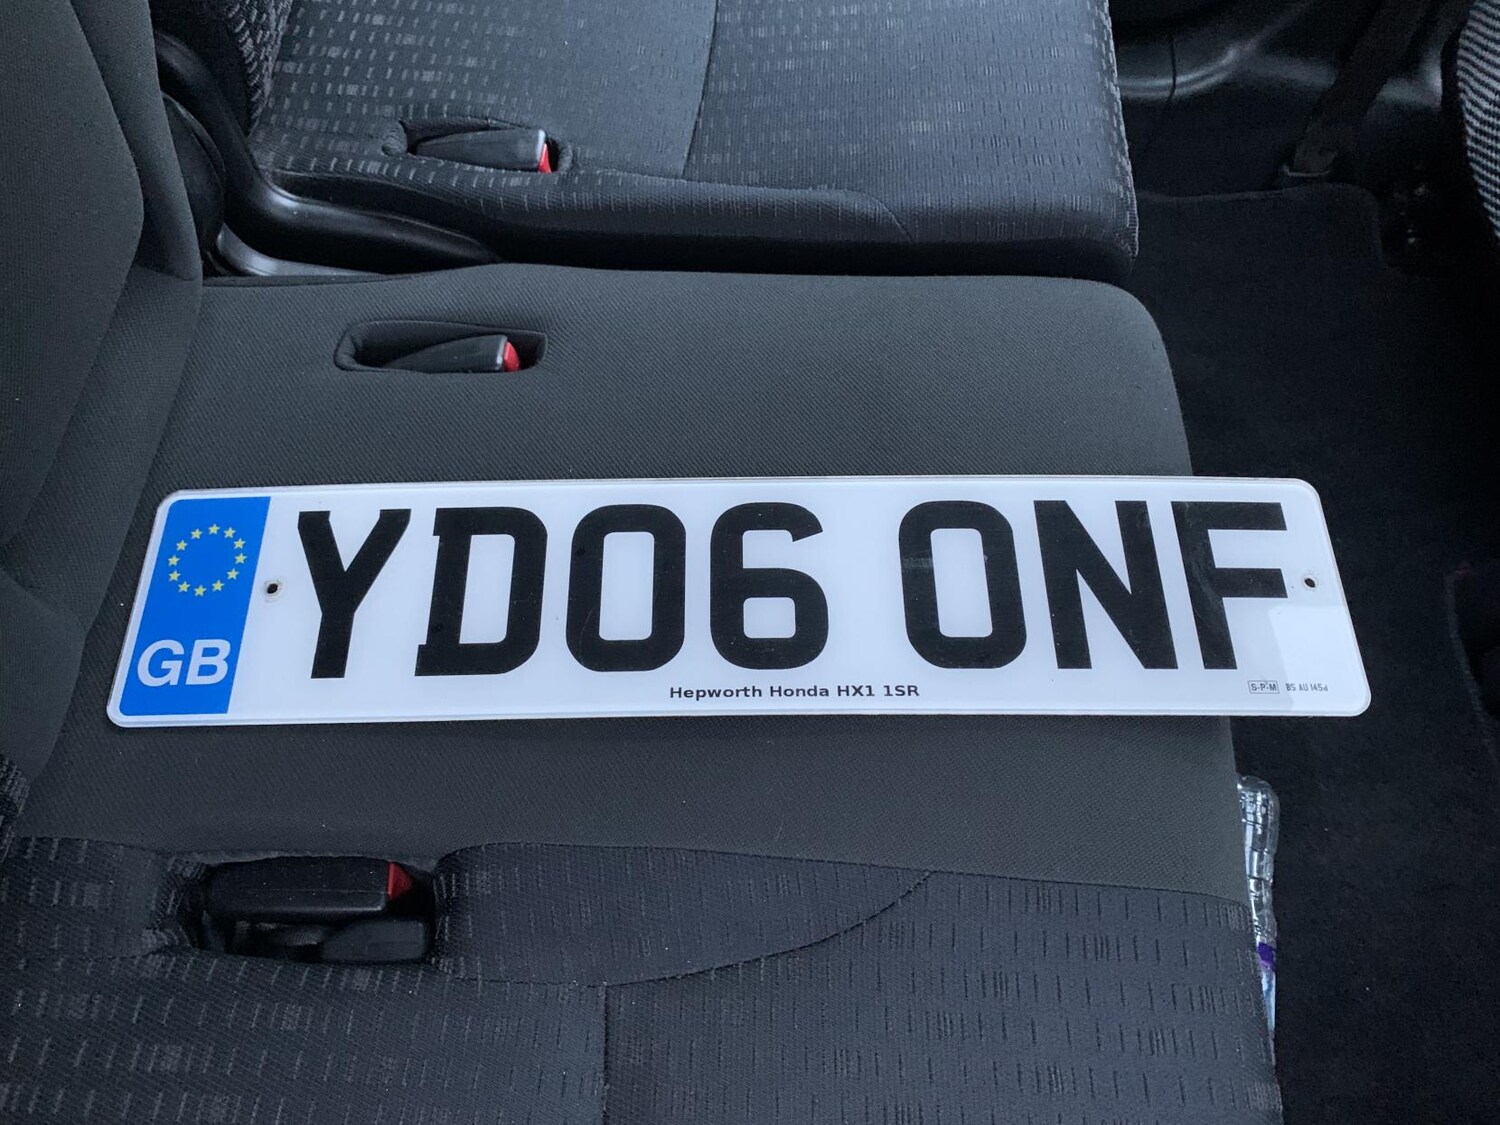 GB
YD06 ONF
Hepworth Honda HX1 1SR
S-P-M BS AU 145d